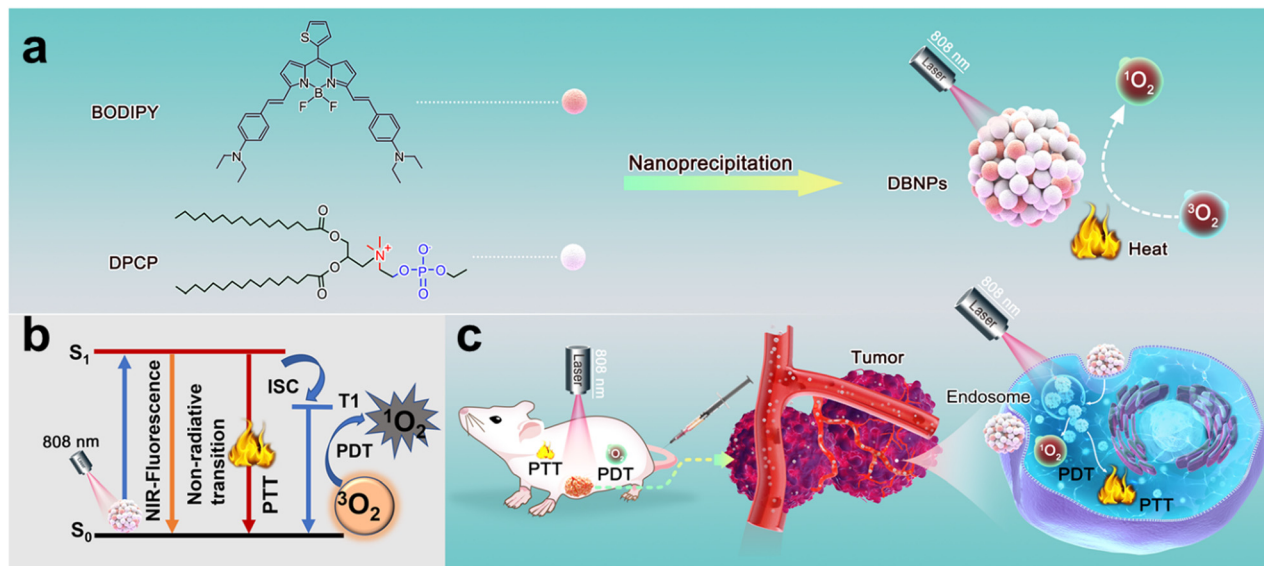 a
S
N
N
B
F
F
N
N
BODIPY
O
O
O
O
N+
O
P
O-
O
O
DPCP
Nanoprecipitation
DBNPs
808 nm
Laser
¹O₂
³O₂
Heat
b
S₁
S₀
808 nm
NIR-Fluorescence
Non-radiative
transition
PTT
ISC
T1
PDT
¹O₂
³O₂
c
808 nm
Laser
PTT
PDT
Tumor
808 nm
Laser
Endosome
¹O₂
PDT
PTT